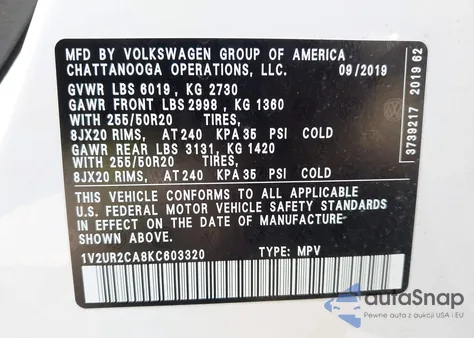 MFD BY VOLKSWAGEN GROUP OF AMERICA
CHATTANOOGA OPERATIONS, LLC. 09/2019
GVWR LBS 6019 , KG 2730
GAWR FRONT LBS 2998 , KG 1360
WITH 255/50R20 TIRES,
8JX20 RIMS, AT 240 KPA 35 PSI COLD
GAWR REAR LBS 3131, KG 1420
WITH 255/50R20 TIRES,
8JX20 RIMS, AT 240 KPA 35 PSI COLD
THIS VEHICLE CONFORMS TO ALL APPLICABLE
U.S. FEDERAL MOTOR VEHICLE SAFETY STANDARDS
IN EFFECT ON THE DATE OF MANUFACTURE
SHOWN ABOVE.
1V2UR2CA8KC603320 TYPE: MPV
3739217 2019 62
autoSnap
Pewne auta z aukcji USA i EU